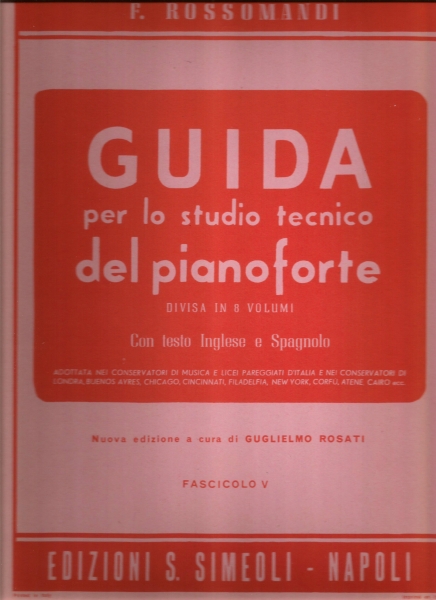 F. ROSSOMANDI
GUIDA
per lo studio tecnico
del pianoforte
DIVISA IN 8 VOLUMI
Con testo Inglese e Spagnolo
ADOTTATA NEI CONSERVATORI DI MUSICA E LICEI PAREGGIATI D'ITALIA E NEI CONSERVATORI DI
LONDRA, BUENOS AYRES, CHICAGO, CINCINNATI, FILADELFIA, NEW YORK, CORFÙ, ATENE, CAIRO ecc.
Nuova edizione a cura di GUGLIELMO ROSATI
FASCICOLO V
EDIZIONI S. SIMEOLI - NAPOLI